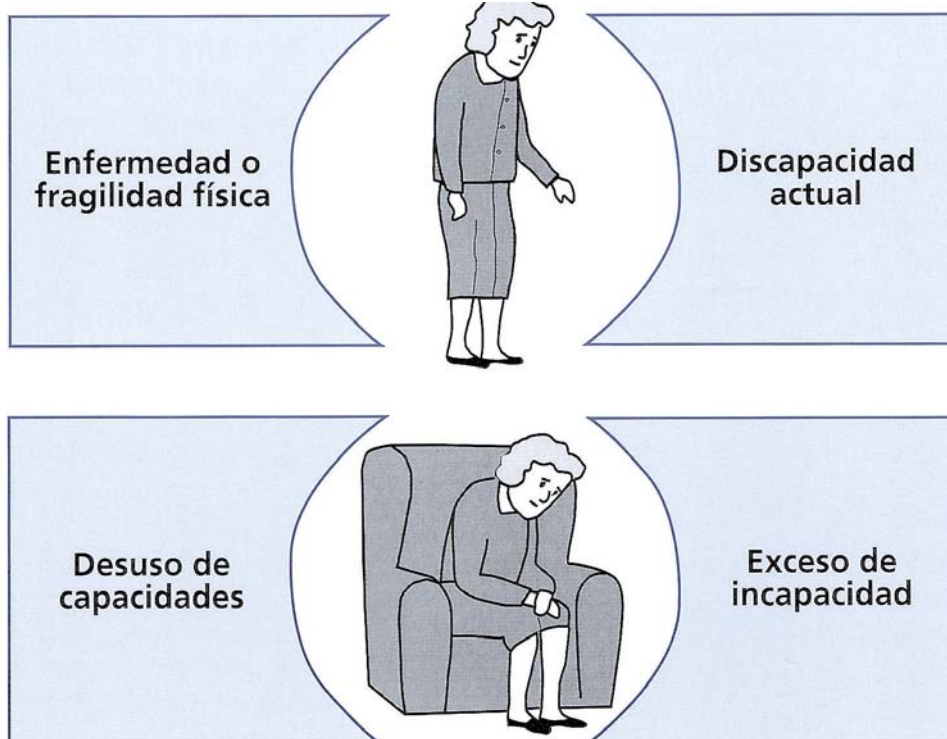 Enfermedad o
fragilidad física
Discapacidad
actual
Desuso de
capacidades
Exceso de
incapacidad